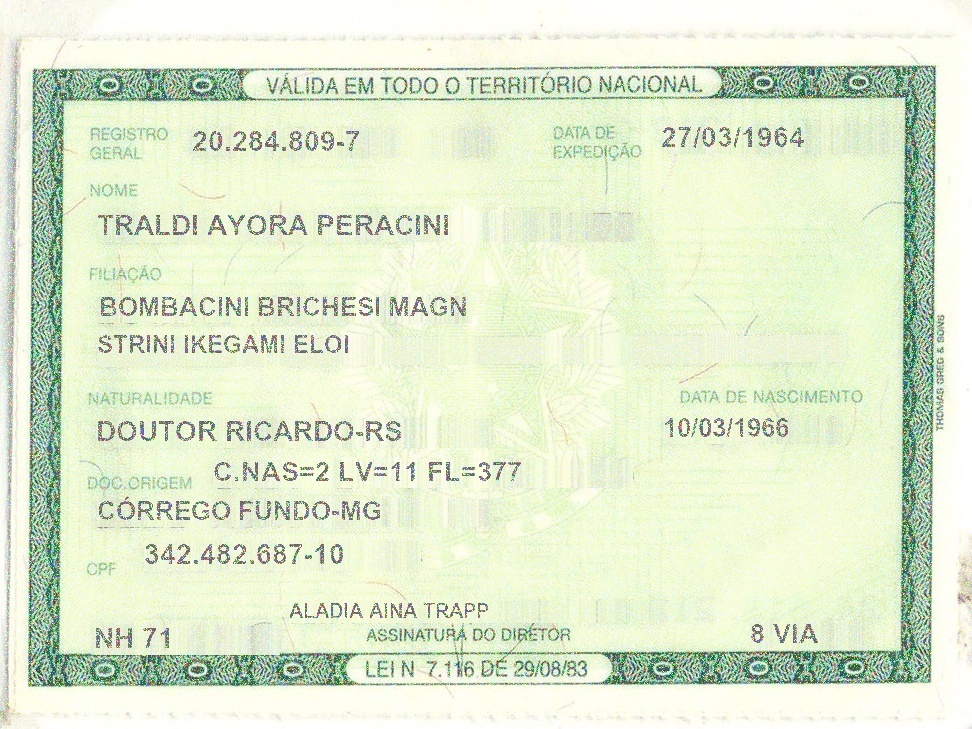 VÁLIDA EM TODO O TERRITÓRIO NACIONAL
REGISTRO GERAL 20.284.809-7 DATA DE EXPEDIÇÃO 27/03/1964
NOME
TRALDI AYORA PERACINI
FILIAÇÃO
BOMBACINI BRICHESI MAGN
STRINI IKEGAMI ELOI
NATURALIDADE DATA DE NASCIMENTO
DOUTOR RICARDO-RS 10/03/1966
DOC.ORIGEM C.NAS=2 LV=11 FL=377
CÓRREGO FUNDO-MG
CPF 342.482.687-10
ALADIA AINA TRAPP
NH 71 ASSINATURA DO DIRETOR 8 VIA
LEI N 7.116 DE 29/08/83
THOMAS GREG & SONS